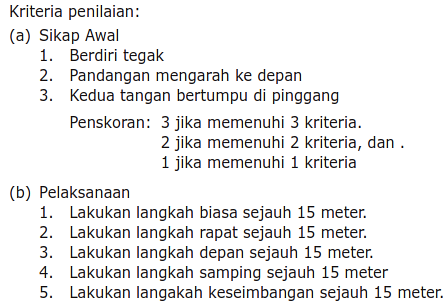 Kriteria penilaian:
(a) Sikap Awal
1. Berdiri tegak
2. Pandangan mengarah ke depan
3. Kedua tangan bertumpu di pinggang
Penskoran: 3 jika memenuhi 3 kriteria.
2 jika memenuhi 2 kriteria, dan .
1 jika memenuhi 1 kriteria
(b) Pelaksanaan
1. Lakukan langkah biasa sejauh 15 meter.
2. Lakukan langkah rapat sejauh 15 meter.
3. Lakukan langkah depan sejauh 15 meter.
4. Lakukan langkah samping sejauh 15 meter
5. Lakukan langakah keseimbangan sejauh 15 meter.